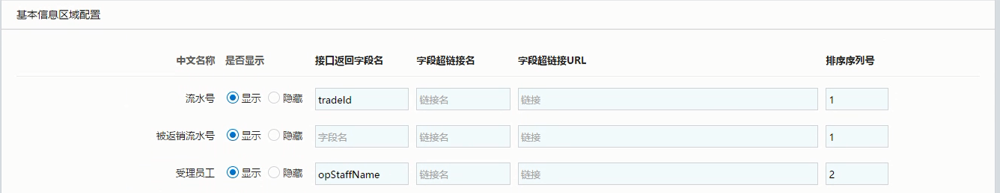 基本信息区域配置
中文名称 是否显示 接口返回字段名 字段超链接名 字段超链接URL 排序序列号
流水号 显示 隐藏 tradeId 链接名 链接 1
被返销流水号 显示 隐藏 字段名 链接名 链接 1
受理员工 显示 隐藏 opStaffName 链接名 链接 2